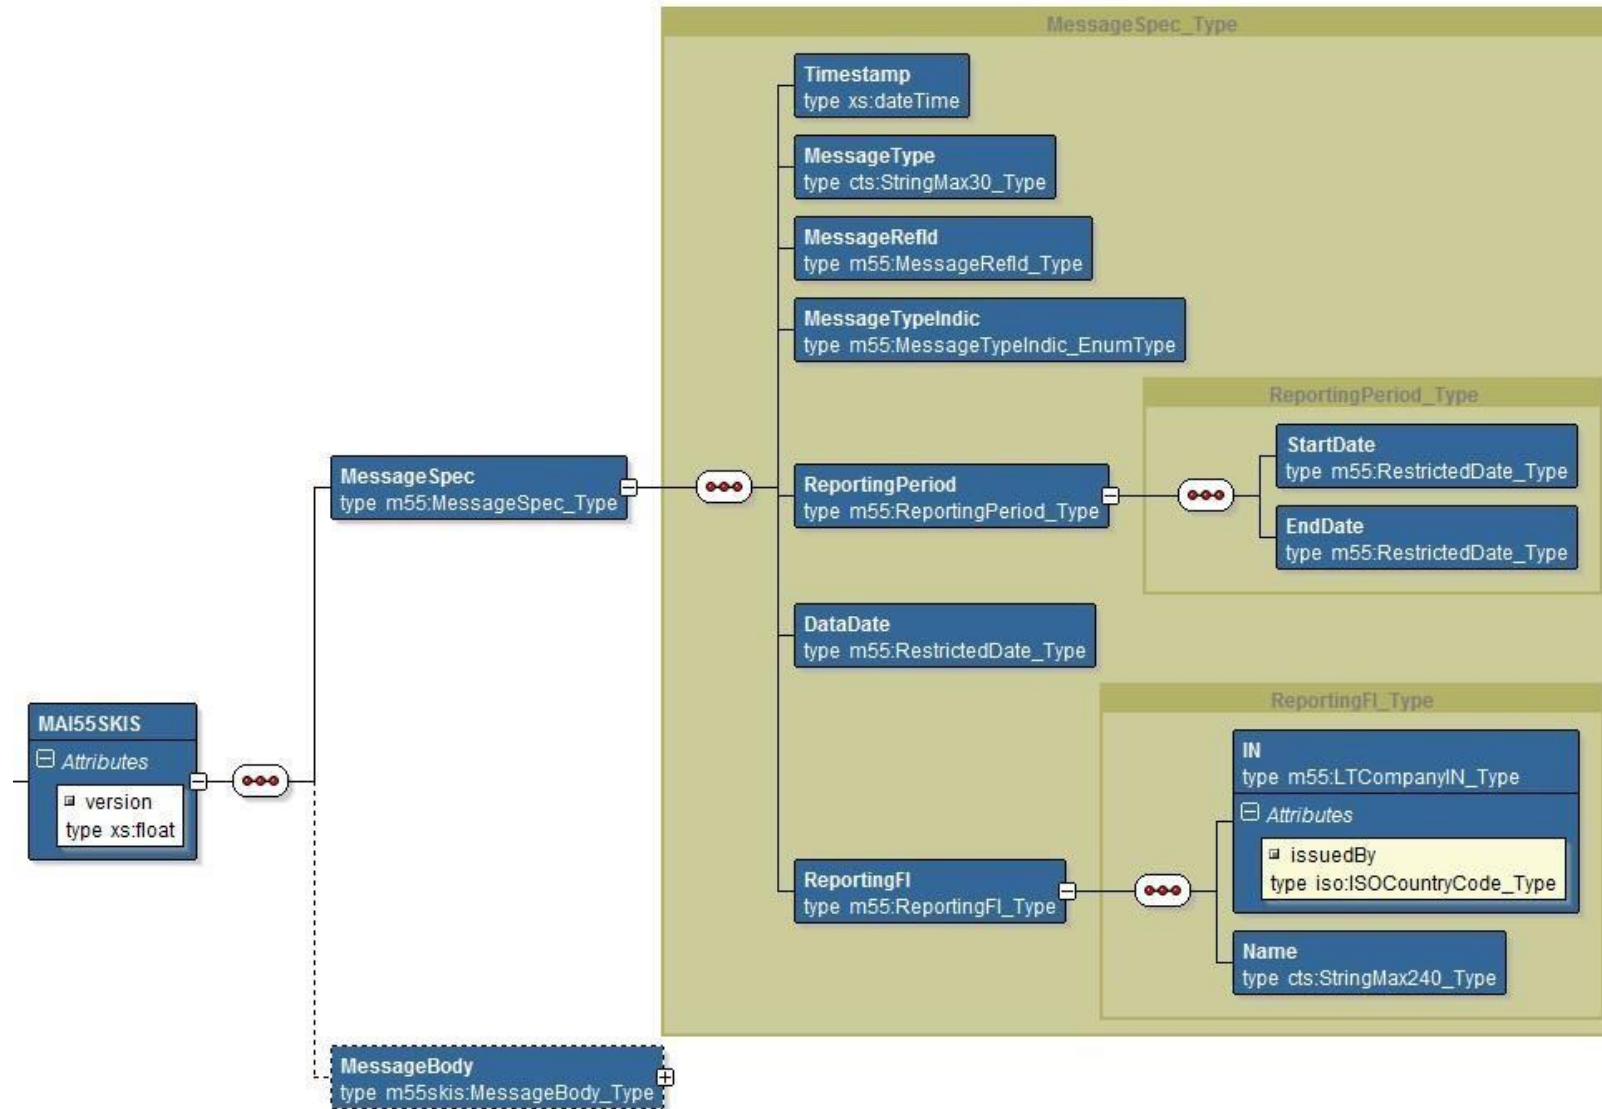 MessageSpec_Type
Timestamp
type xs:dateTime
MessageType
type cts:StringMax30_Type
MessageRefId
type m55:MessageRefId_Type
MessageTypeIndic
type m55:MessageTypeIndic_EnumType
ReportingPeriod_Type
StartDate
type m55:RestrictedDate_Type
MessageSpec
type m55:MessageSpec_Type
ReportingPeriod
type m55:ReportingPeriod_Type
EndDate
type m55:RestrictedDate_Type
DataDate
type m55:RestrictedDate_Type
ReportingFI_Type
MAI55SKIS
Attributes
version
type xs:float
IN
type m55:LTCompanyIN_Type
Attributes
issuedBy
type iso:ISOCountryCode_Type
ReportingFI
type m55:ReportingFI_Type
Name
type cts:StringMax240_Type
MessageBody
type m55skis:MessageBody_Type